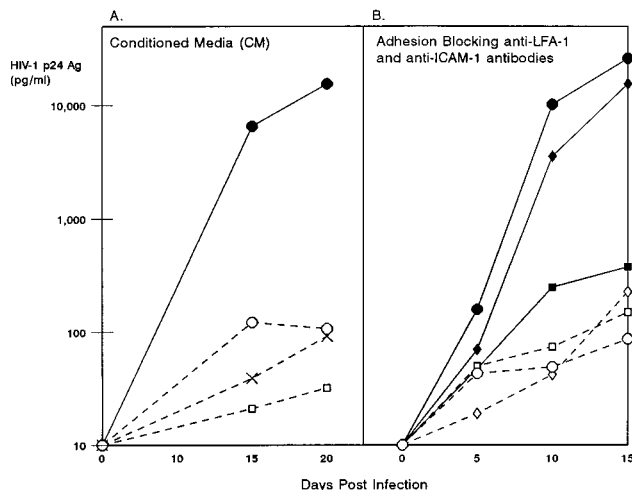 A.
B.
Conditioned Media (CM)
Adhesion Blocking anti-LFA-1
and anti-ICAM-1 antibodies
HIV-1 p24 Ag
(pg/ml)
10,000
1,000
100
10
0
10
15
20
0
5
10
15
Days Post Infection